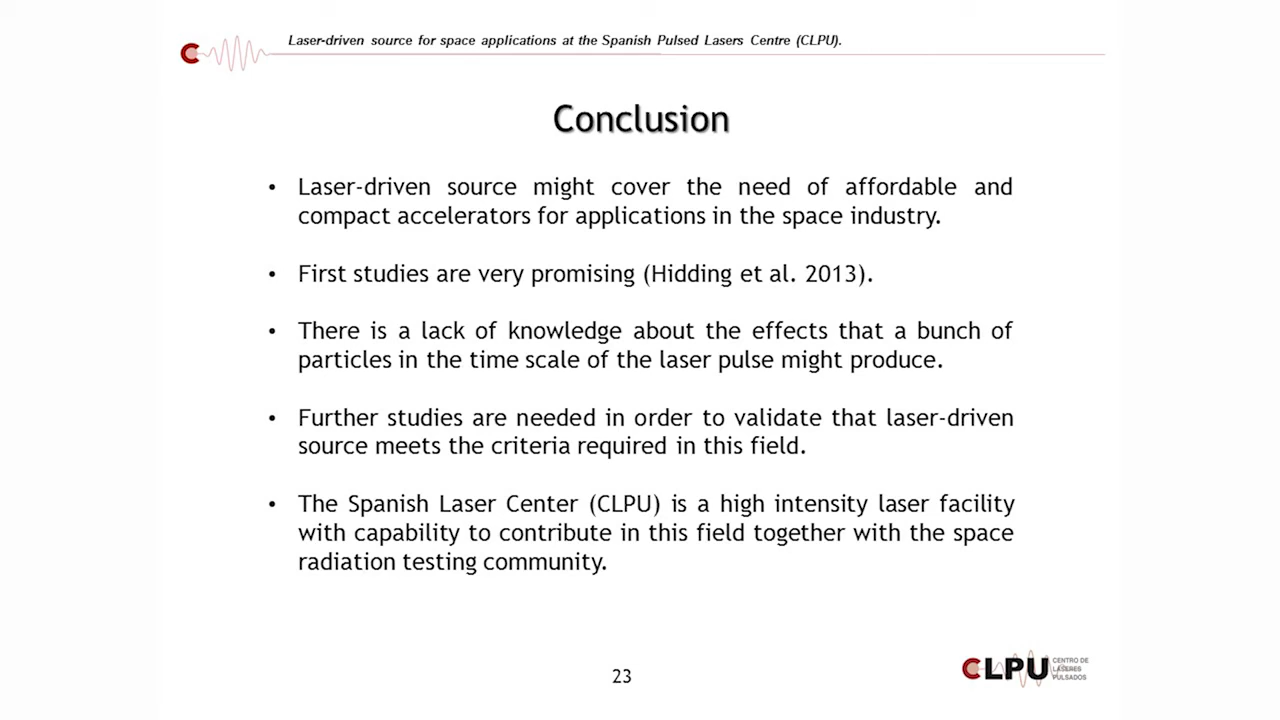 Laser-driven source for space applications at the Spanish Pulsed Lasers Centre (CLPU).
Conclusion
• Laser-driven source might cover the need of affordable and
compact accelerators for applications in the space industry.
• First studies are very promising (Hidding et al. 2013).
• There is a lack of knowledge about the effects that a bunch of
particles in the time scale of the laser pulse might produce.
• Further studies are needed in order to validate that laser-driven
source meets the criteria required in this field.
• The Spanish Laser Center (CLPU) is a high intensity laser facility
with capability to contribute in this field together with the space
radiation testing community.
23
CLPU
CENTRO DE
LÁSERES
PULSADOS